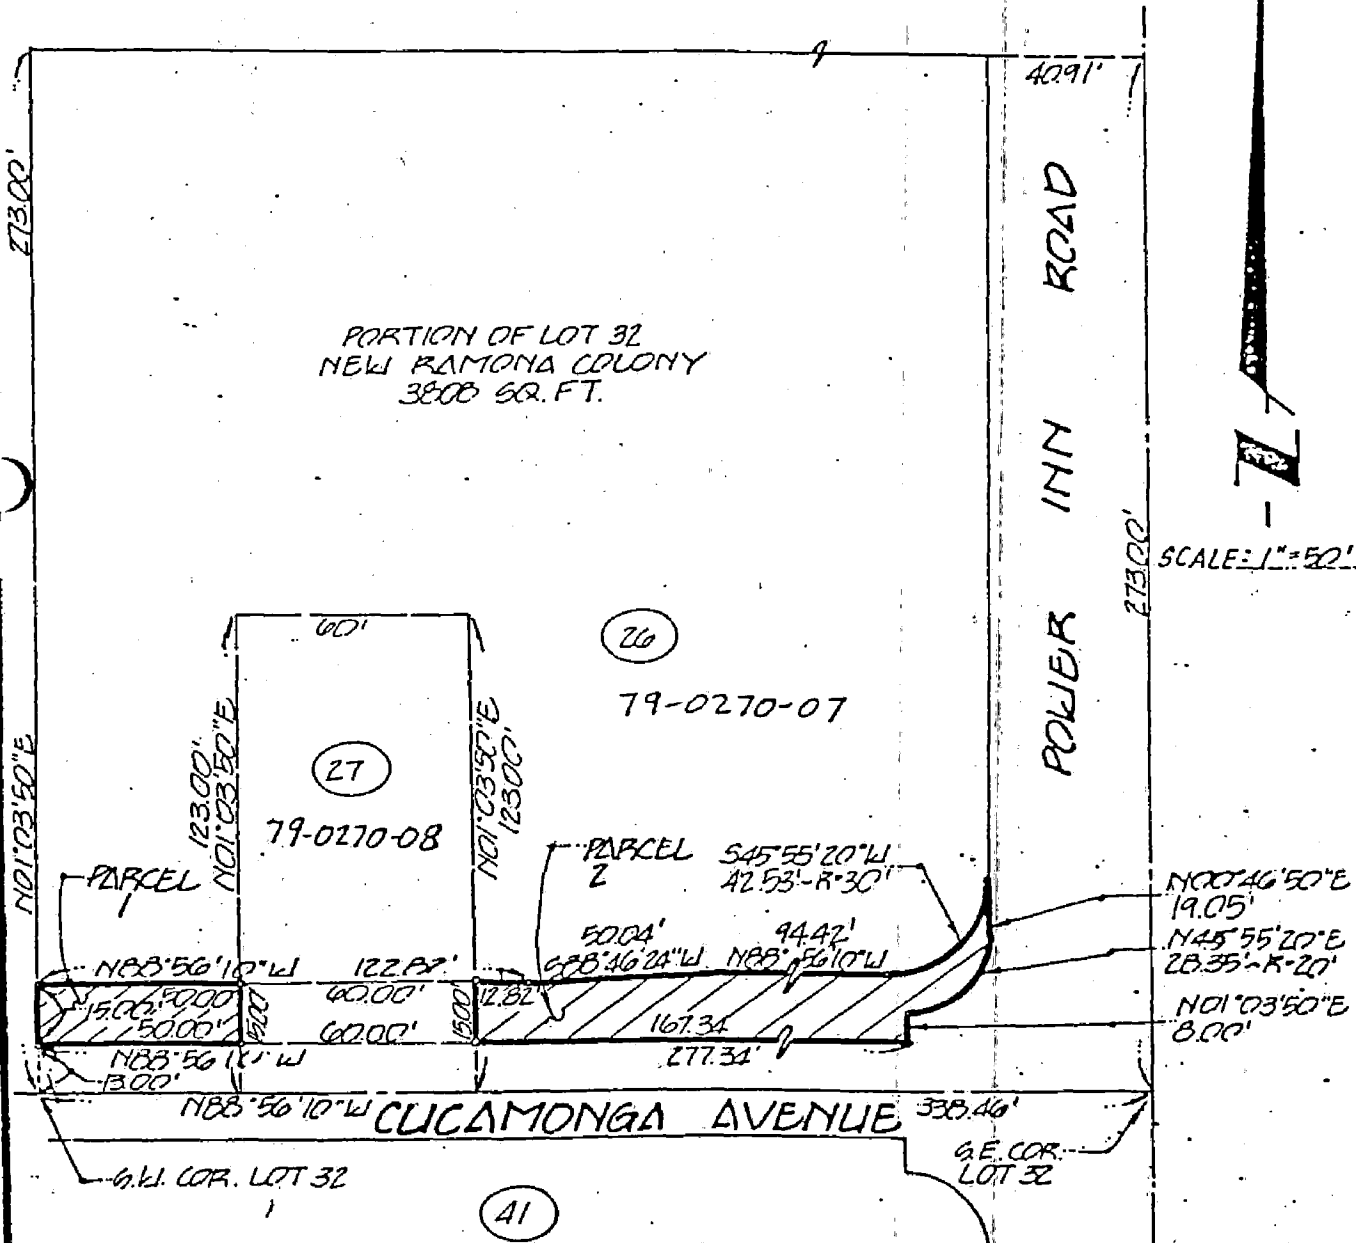 40.91'
273.00'
PORTION OF LOT 32
NEW RAMONA COLONY
3808 SQ. FT.
POWER INN ROAD
273.00'
SCALE: 1"=50'
60'
26
79-0270-07
N01°03'50"E
123.00'
N01°03'50"E
27
79-0270-08
N01°03'50"E
123.00'
PARCEL
1
PARCEL
2
S45°55'20"W
42.53'-R=30'
N00°46'50"E
19.05'
N45°55'20"E
28.35'-R=20'
N01°03'50"E
8.00'
50.04'
S88°46'24"W
94.42'
N88°56'10"W
N88°56'10"W
122.82'
50.00'
60.00'
12.82'
15.00'
15.00'
15.00'
50.00'
60.00'
167.34
277.34'
N88°56'10"W
13.00'
N88°56'10"W
CUCAMONGA AVENUE
338.46'
S.W. COR. LOT 32
S.E. COR.
LOT 32
41